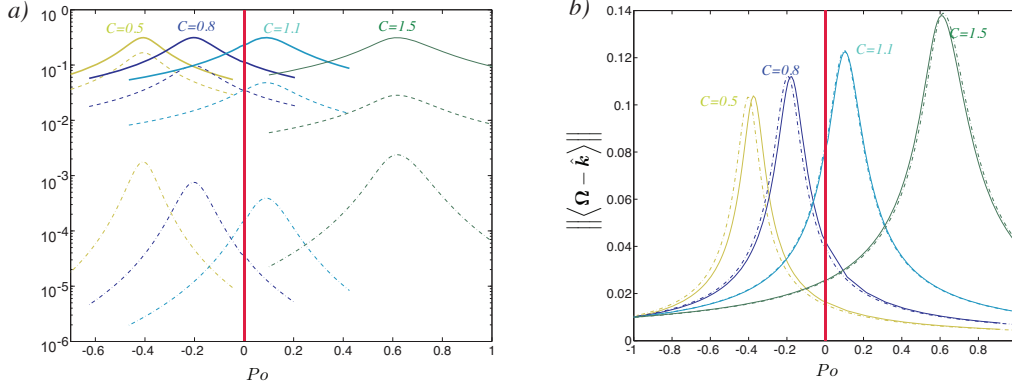 a)
10 0
C=0.5
C=0.8
C=1.1
C=1.5
10-1
10-2
10-3
10-4
10-5
10-6
-0.6 -0.4 -0.2 0 0.2 0.4 0.6 0.8 1
Po
b)
0.14
0.12
0.10
0.08
0.06
0.04
0.02
0
|||⟨Ω − k̂⟩|||
C=0.5
C=0.8
C=1.1
C=1.5
-1 -0.8 -0.6 -0.4 -0.2 0 0.2 0.4 0.6 0.8
Po